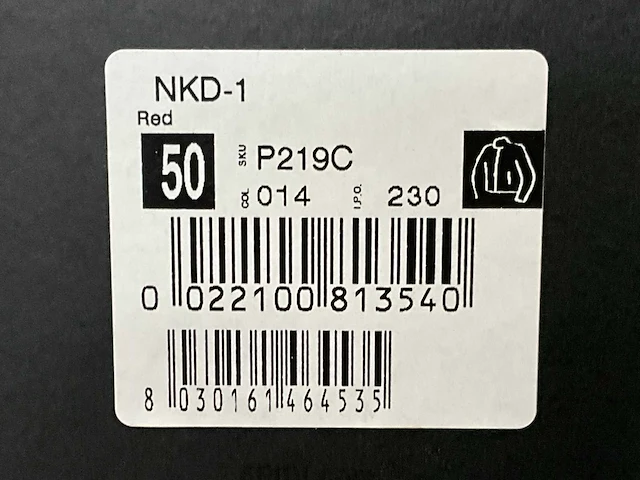 NKD-1
Red
50 SKU P219C
COL 014 I.P.O. 230
0 022100 813540
8 030161 464535